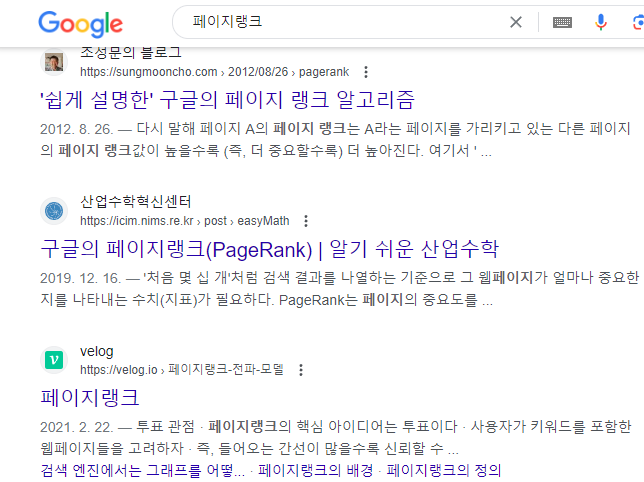 Google
페이지랭크
조성문의 블로그
https://sungmooncho.com › 2012/08/26 › pagerank
'쉽게 설명한' 구글의 페이지 랭크 알고리즘
2012. 8. 26. — 다시 말해 페이지 A의 페이지 랭크는 A라는 페이지를 가리키고 있는 다른 페이지
의 페이지 랭크값이 높을수록 (즉, 더 중요할수록) 더 높아진다. 여기서 ' ...
산업수학혁신센터
https://icim.nims.re.kr › post › easyMath
구글의 페이지랭크(PageRank) | 알기 쉬운 산업수학
2019. 12. 16. — '처음 몇 십 개'처럼 검색 결과를 나열하는 기준으로 그 웹페이지가 얼마나 중요한
지를 나타내는 수치(지표)가 필요하다. PageRank는 페이지의 중요도를 ...
velog
https://velog.io › 페이지랭크-전파-모델
페이지랭크
2021. 2. 22. — 투표 관점 · 페이지랭크의 핵심 아이디어는 투표이다 · 사용자가 키워드를 포함한
웹페이지들을 고려하자 · 즉, 들어오는 간선이 많을수록 신뢰할 수 ...
검색 엔진에서는 그래프를 어떻... · 페이지랭크의 배경 · 페이지랭크의 정의